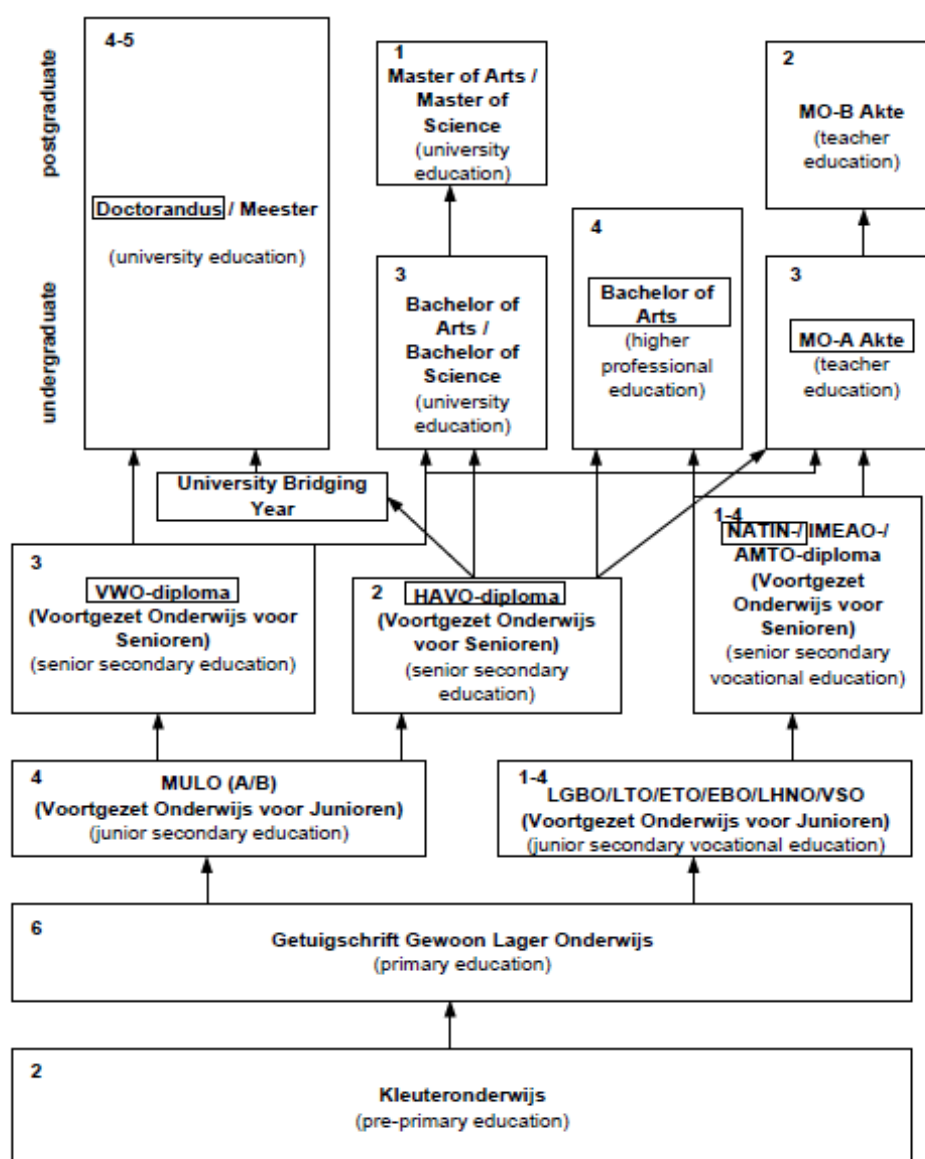 postgraduate
undergraduate
4-5
Doctorandus / Meester
(university education)
1
Master of Arts /
Master of
Science
(university
education)
2
MO-B Akte
(teacher
education)
3
Bachelor of
Arts /
Bachelor of
Science
(university
education)
4
Bachelor of
Arts
(higher
professional
education)
3
MO-A Akte
(teacher
education)
University Bridging
Year
3
VWO-diploma
(Voortgezet Onderwijs voor
Senioren)
(senior secondary education)
2
HAVO-diploma
(Voortgezet Onderwijs
voor Senioren)
(senior secondary
education)
1-4
NATIN-/ IMEAO-/
AMTO-diploma
(Voortgezet
Onderwijs voor
Senioren)
(senior secondary
vocational education)
4
MULO (A/B)
(Voortgezet Onderwijs voor Junioren)
(junior secondary education)
1-4
LGBO/LTO/ETO/EBO/LHNO/VSO
(Voortgezet Onderwijs voor Junioren)
(junior secondary vocational education)
6
Getuigschrift Gewoon Lager Onderwijs
(primary education)
2
Kleuteronderwijs
(pre-primary education)